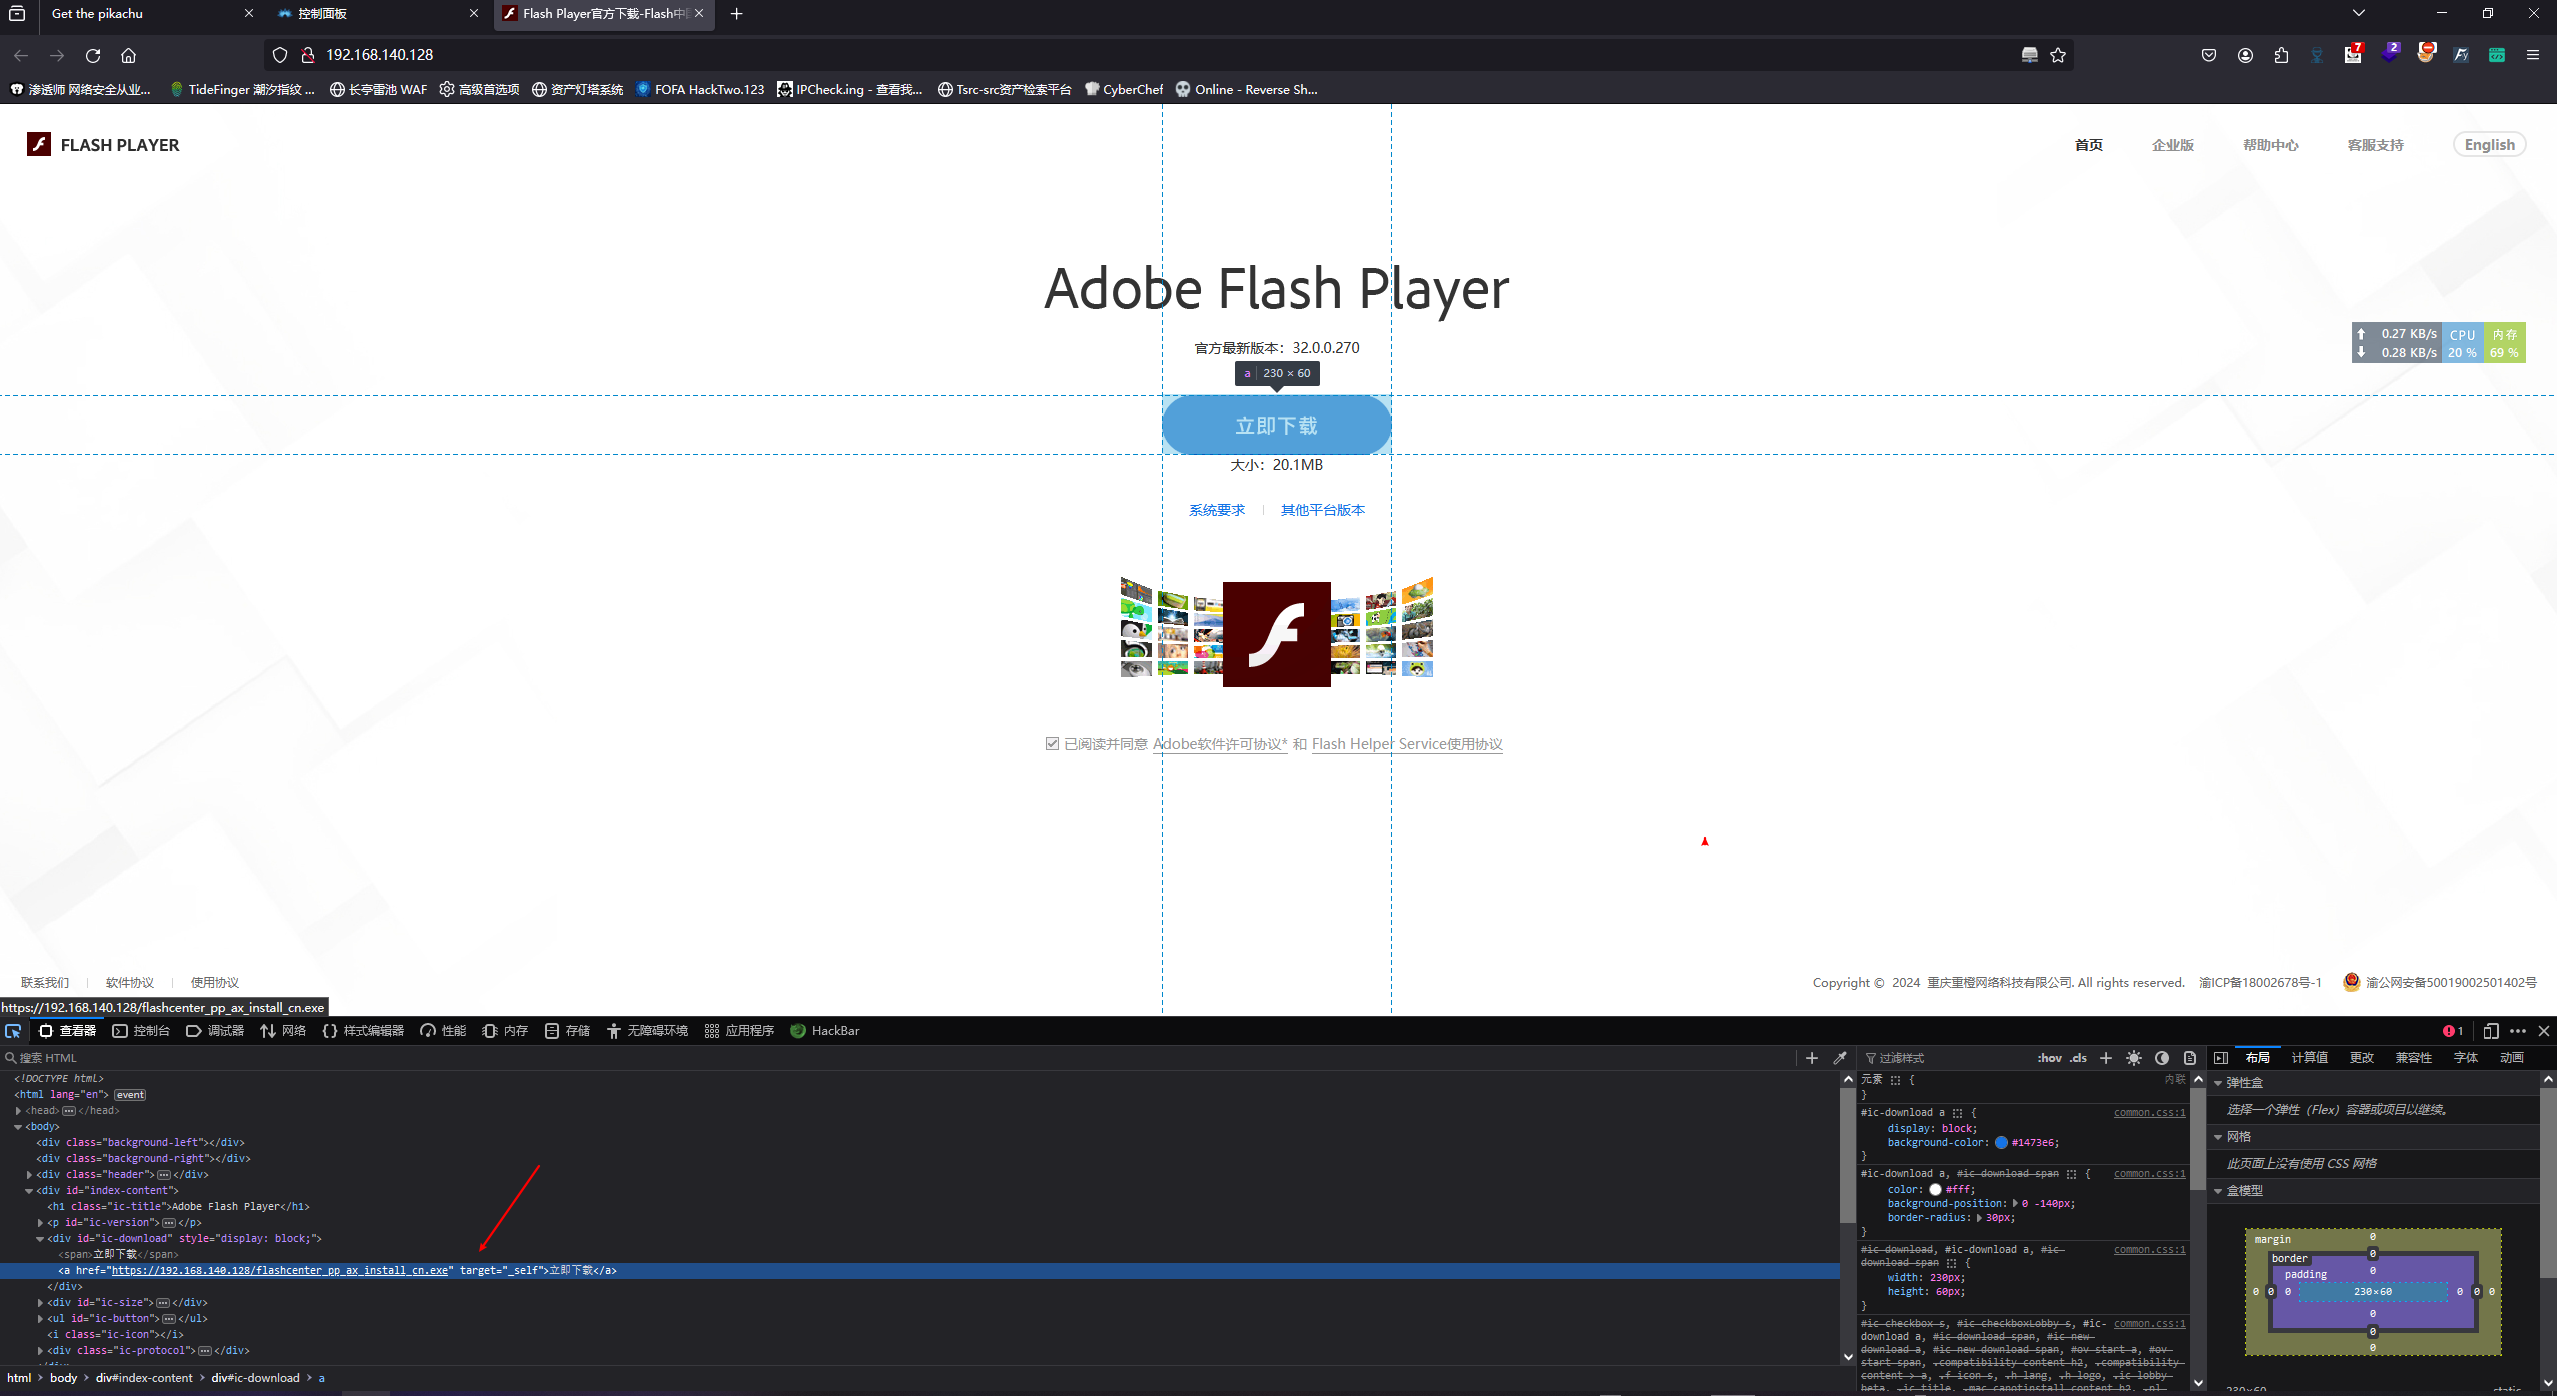 Get the pikachu
控制面板
Flash Player官方下载-Flash中
192.168.140.128
7
2
渗透师 网络安全从业...
TideFinger 潮汐指纹 ...
长亭雷池 WAF
高级首选项
资产灯塔系统
FOFA HackTwo.123
IPCheck.ing - 查看我...
Tsrc-src资产检索平台
CyberChef
Online - Reverse Sh...
FLASH PLAYER
首页
企业版
帮助中心
客服支持
English
Adobe Flash Player
官方最新版本：32.0.0.270
a 230 × 60
立即下载
大小：20.1MB
系统要求
其他平台版本
0.27 KB/s CPU 内存
0.28 KB/s 20 % 69 %
已阅读并同意 Adobe软件许可协议* 和 Flash Helper Service使用协议
联系我们
软件协议
使用协议
Copyright © 2024 重庆重橙网络科技有限公司. All rights reserved. 渝ICP备18002678号-1 渝公网安备50019002501402号
https://192.168.140.128/flashcenter_pp_ax_install_cn.exe
查看器
控制台
调试器
网络
样式编辑器
性能
内存
存储
无障碍环境
应用程序
HackBar
1
搜索 HTML
<!DOCTYPE html>
<html lang="en"> event
<head> ... </head>
<body>
<div class="background-left"></div>
<div class="background-right"></div>
<div class="header"> ... </div>
<div id="index-content">
<h1 class="ic-title">Adobe Flash Player</h1>
<p id="ic-version"> ... </p>
<div id="ic-download" style="display: block;">
<span>立即下载</span>
<a href="https://192.168.140.128/flashcenter_pp_ax_install_cn.exe" target="_self">立即下载</a>
</div>
<div id="ic-size"> ... </div>
<ul id="ic-button"> ... </ul>
<i class="ic-icon"></i>
<div class="ic-protocol"> ... </div>
html
body
div#index-content
div#ic-download
a
过滤样式
:hov .cls
元素 {
内联
}
#ic-download a {
common.css:1
display: block;
background-color: #1473e6;
}
#ic-download a, #ic-download span {
common.css:1
color: #fff;
background-position: 0 -140px;
border-radius: 30px;
}
#ic-download, #ic-download a, #ic-
common.css:1
download span {
width: 230px;
height: 60px;
}
#ic-checkbox s, #ic-checkboxLobby s, #ic-
common.css:1
download a, #ic-download span, #ic-new-
download a, #ic-new-download span, #ov-start a, #ov-
start span, .compatibility-content h2, .compatibility-
content > a, .f-icon s, .h-lang, .h-logo, .ic-lobby-
布局
计算值
更改
兼容性
字体
动画
弹性盒
选择一个弹性（Flex）容器或项目以继续。
网格
此页面上没有使用 CSS 网格
盒模型
margin
0
border
0
padding
0
0 0 0 230×60 0 0 0
0
0
0
230×60
static